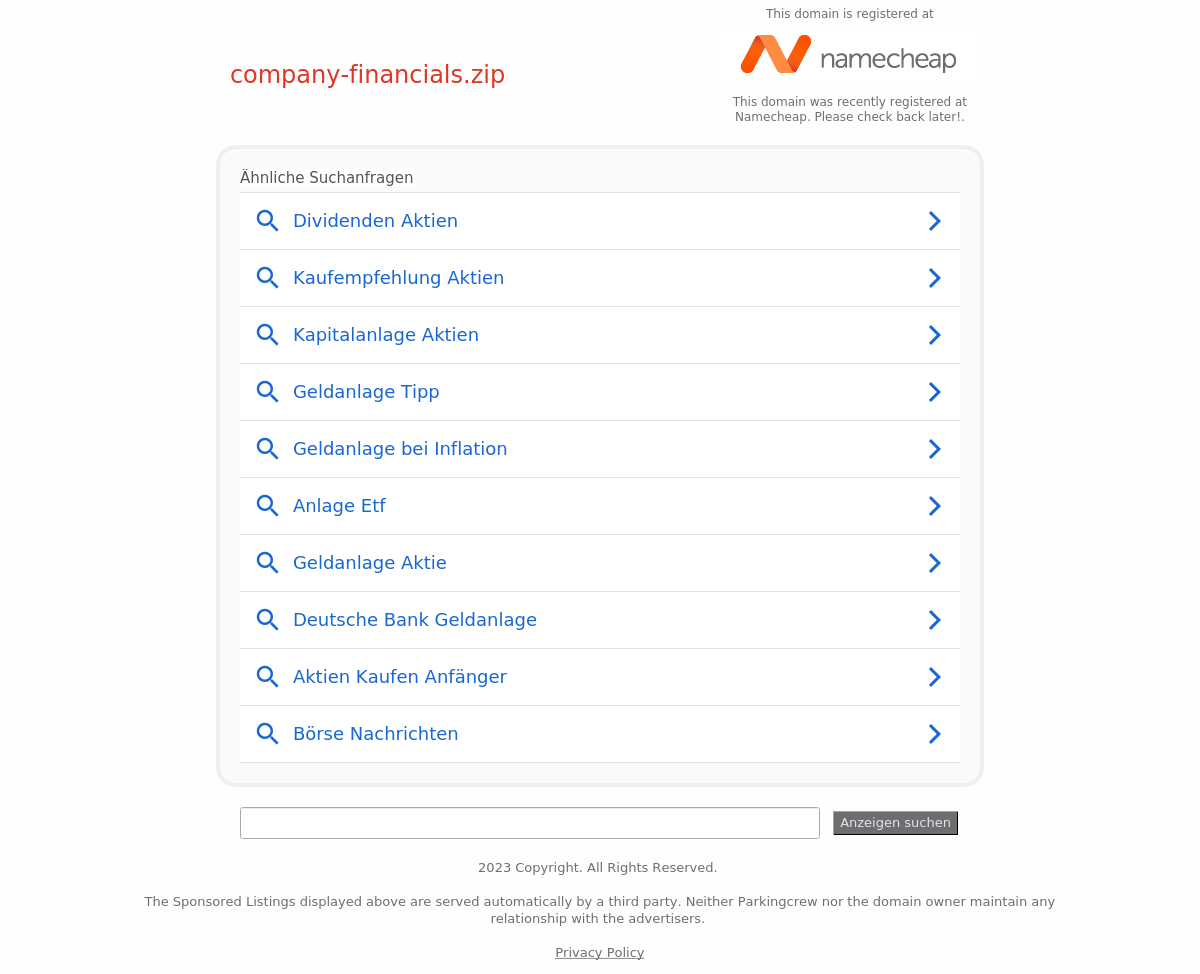 This domain is registered at
namecheap
company-financials.zip
This domain was recently registered at
Namecheap. Please check back later!.
Ähnliche Suchanfragen
Dividenden Aktien
Kaufempfehlung Aktien
Kapitalanlage Aktien
Geldanlage Tipp
Geldanlage bei Inflation
Anlage Etf
Geldanlage Aktie
Deutsche Bank Geldanlage
Aktien Kaufen Anfänger
Börse Nachrichten
Anzeigen suchen
2023 Copyright. All Rights Reserved.
The Sponsored Listings displayed above are served automatically by a third party. Neither Parkingcrew nor the domain owner maintain any
relationship with the advertisers.
Privacy Policy